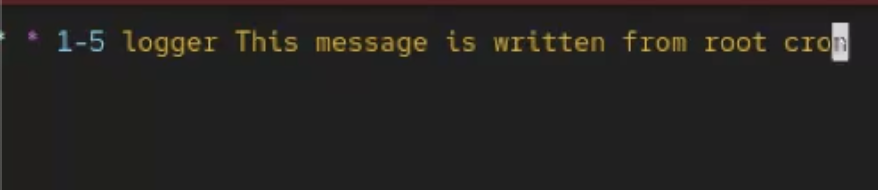 * * 1-5 logger This message is written from root cron